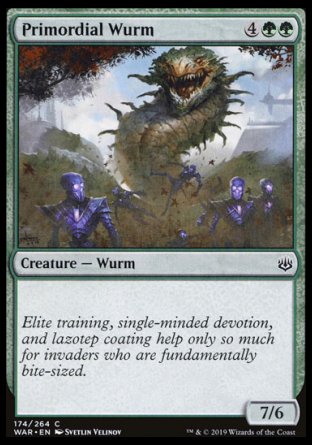 Primordial Wurm 4
Creature — Wurm
Elite training, single-minded devotion,
and lazotep coating help only so much
for invaders who are fundamentally
bite-sized.
7/6
174/264 C
WAR • EN Svetlin Velinov ™ & © 2019 Wizards of the Coast